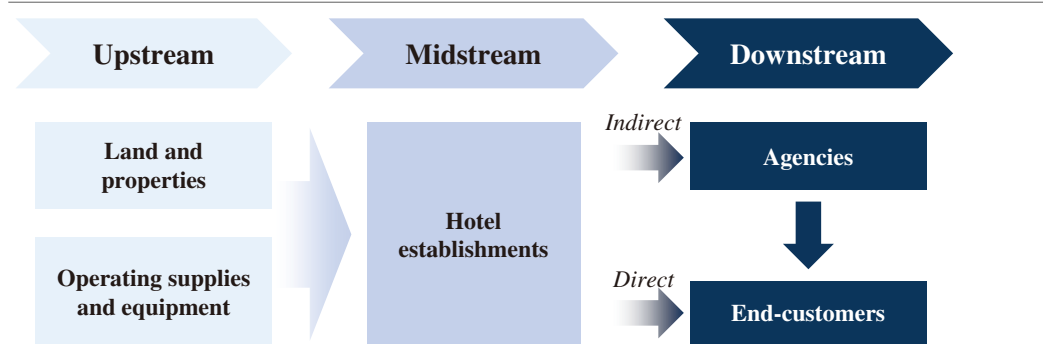 Upstream
Midstream
Downstream
Land and
properties
Operating supplies
and equipment
Hotel
establishments
Indirect
Agencies
Direct
End-customers